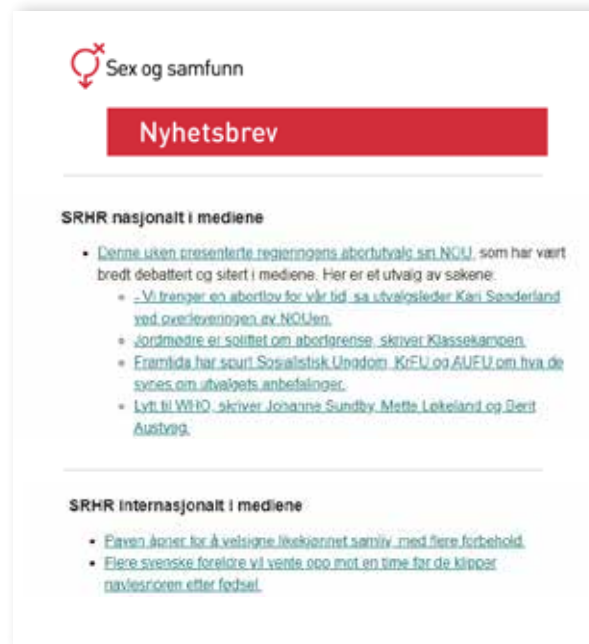 Sex og samfunn
Nyhetsbrev
SRHR nasjonalt i mediene
Denne uken presenterte regjeringens abortutvalg sin NOU, som har vært
bredt debattert og sitert i mediene. Her er et utvalg av sakene:
- Vi trenger en abortlov for vår tid, sa utvalgsleder Kari Sønderland
ved overleveringen av NOUen.
Jordmødre er splittet om abortgrense, skriver Klassekampen.
Framtida har spurt Sosialistisk Ungdom, KrFU og AUFU om hva de
synes om utvalgets anbefalinger.
Lytt til WHO, skriver Johanne Sundby, Mette Løkeland og Berit
Austveg.
SRHR internasjonalt i mediene
Paven åpner for å velsigne likekjønnet samliv, med flere forbehold.
Flere svenske foreldre vil vente opp mot en time før de klipper
navlesnoren etter fødsel.